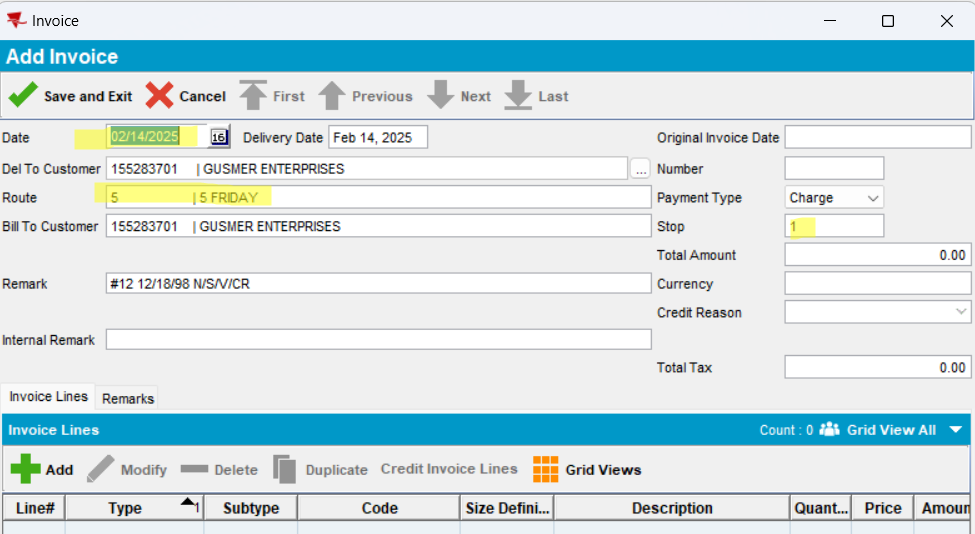 Invoice
Add Invoice
Save and Exit Cancel First Previous Next Last
Date 02/14/2025 16 Delivery Date Feb 14, 2025 Original Invoice Date
Del To Customer 155283701 | GUSMER ENTERPRISES ... Number
Route 5 | 5 FRIDAY Payment Type Charge
Bill To Customer 155283701 | GUSMER ENTERPRISES Stop 1
Total Amount 0.00
Remark #12 12/18/98 N/S/V/CR Currency
Credit Reason
Internal Remark
Total Tax 0.00
Invoice Lines Remarks
Invoice Lines Count : 0 Grid View All
Add Modify Delete Duplicate Credit Invoice Lines Grid Views
Line# Type 1 Subtype Code Size Defini... Description Quant... Price Amoun